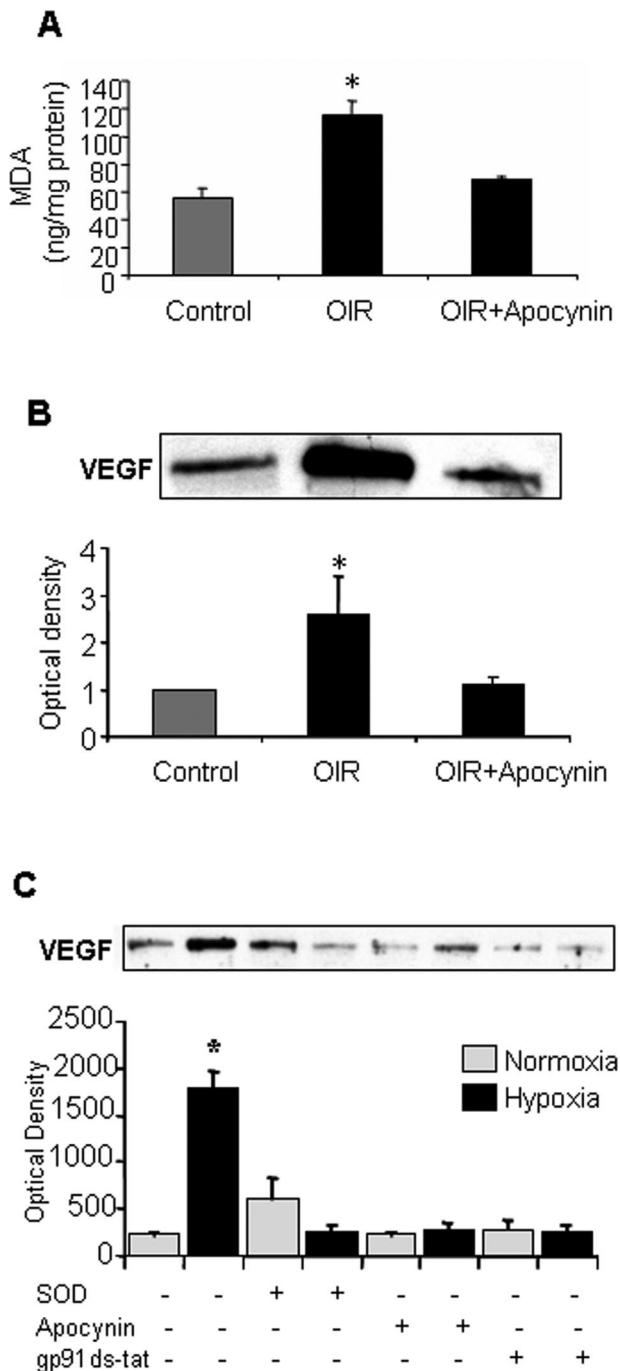 A
MDA
(ng/mg protein)
140
120
100
80
60
40
20
0
*
Control OIR OIR+Apocynin
B
VEGF
Optical density
4
3
2
1
0
*
Control OIR OIR+Apocynin
C
VEGF
Optical Density
2500
2000
1500
1000
500
0
*
Normoxia
Hypoxia
SOD - - + + - - - -
Apocynin - - - - + + - -
gp91 ds-tat - - - - - - + +